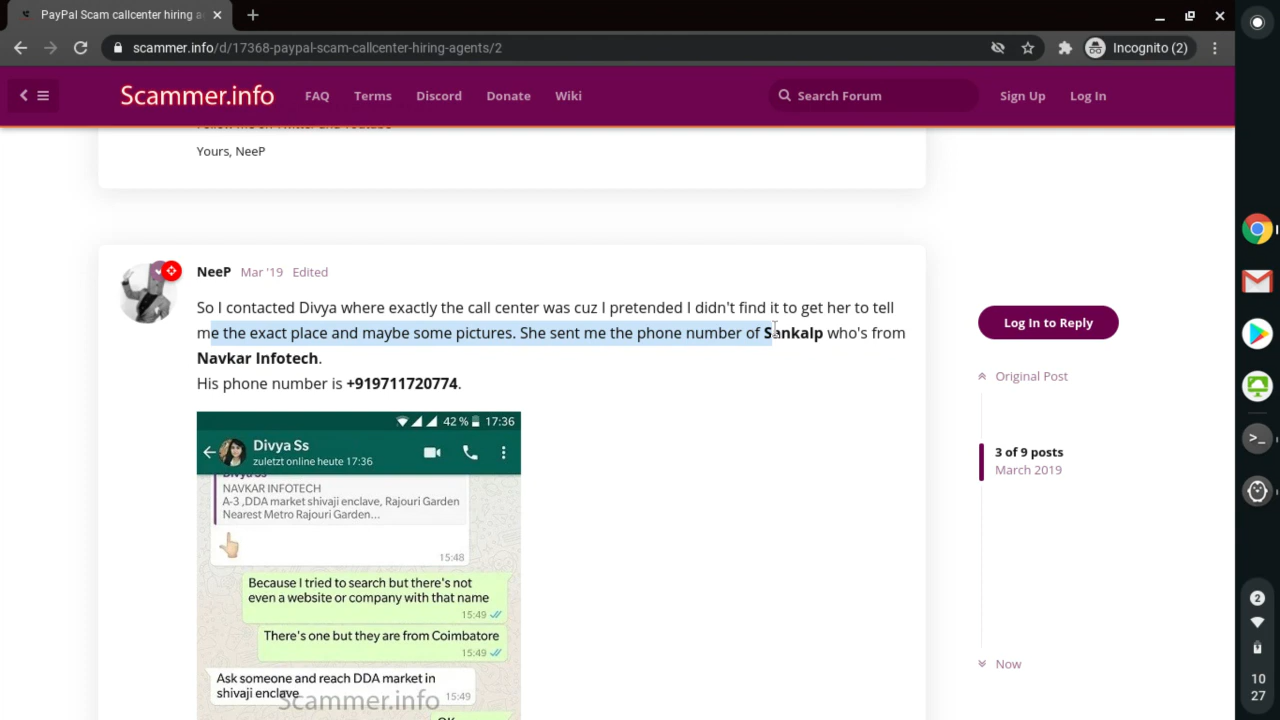 PayPal Scam callcenter hiring a
scammer.info/d/17368-paypal-scam-callcenter-hiring-agents/2
Incognito (2)
Scammer.info
FAQ
Terms
Discord
Donate
Wiki
Search Forum
Sign Up
Log In
Yours, NeeP
NeeP Mar '19 Edited
So I contacted Divya where exactly the call center was cuz I pretended I didn't find it to get her to tell
me the exact place and maybe some pictures. She sent me the phone number of Sankalp who's from
Navkar Infotech.
His phone number is +919711720774.
42% 17:36
Divya Ss
zuletzt online heute 17:36
Divya Ss
NAVKAR INFOTECH
A-3 ,DDA market shivaji enclave, Rajouri Garden
Nearest Metro Rajouri Garden...
15:48
Because I tried to search but there's not
even a website or company with that name
15:49
There's one but they are from Coimbatore
15:49
Ask someone and reach DDA market in
shivaji enclave
15:49
Scammer.info
OK
Log In to Reply
Original Post
3 of 9 posts
March 2019
Now
2
10
27